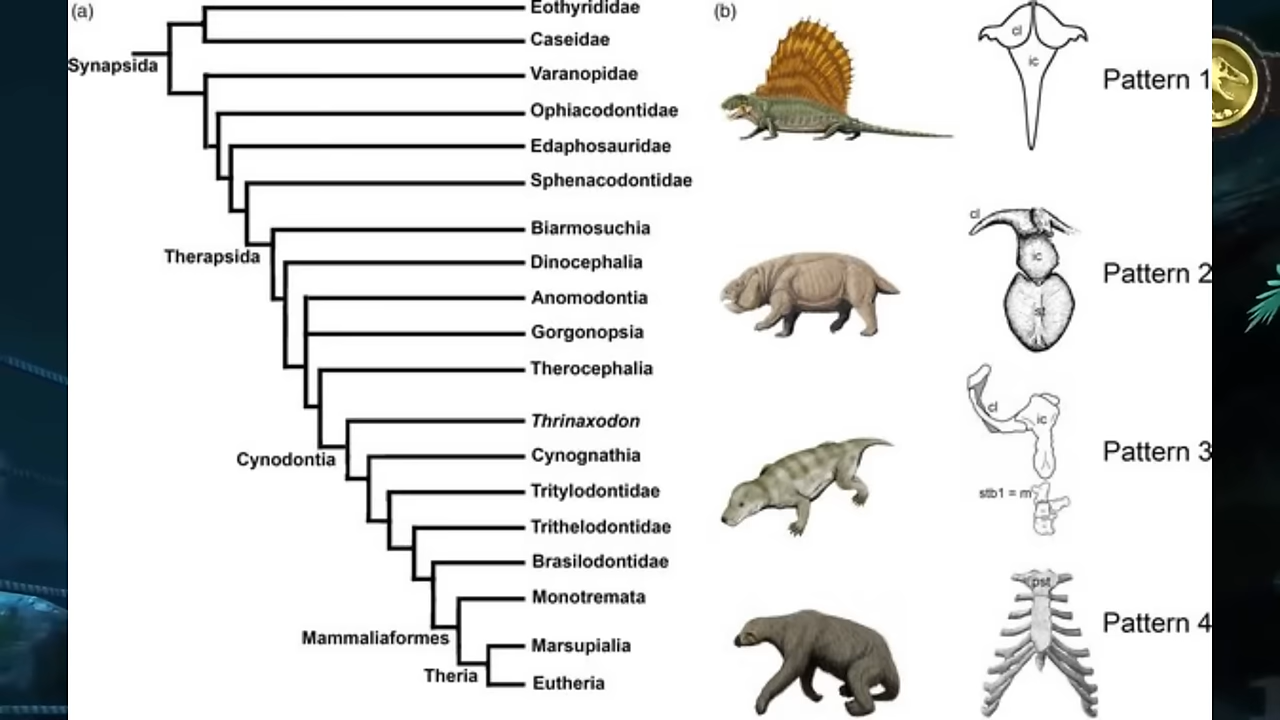 (a)
Synapsida
Eothyrididae
Caseidae
Varanopidae
Ophiacodontidae
Edaphosauridae
Sphenacodontidae
Therapsida
Biarmosuchia
Dinocephalia
Anomodontia
Gorgonopsia
Therocephalia
Cynodontia
Thrinaxodon
Cynognathia
Tritylodontidae
Trithelodontidae
Brasilodontidae
Mammaliaformes
Monotremata
Theria
Marsupialia
Eutheria
(b)
cl
ic
Pattern 1
cl
ic
st
Pattern 2
cl
ic
stb1 = m
Pattern 3
pst
Pattern 4